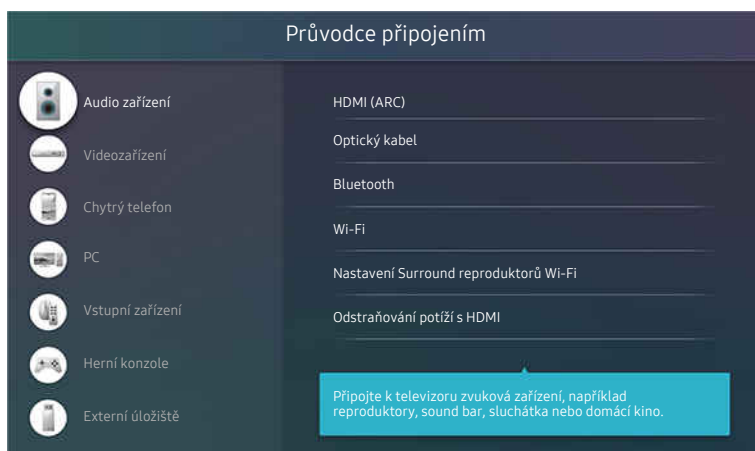 Průvodce připojením
Audio zařízení
Videozařízení
Chytrý telefon
PC
Vstupní zařízení
Herní konzole
Externí úložiště
HDMI (ARC)
Optický kabel
Bluetooth
Wi-Fi
Nastavení Surround reproduktorů Wi-Fi
Odstraňování potíží s HDMI
Připojte k televizoru zvuková zařízení, například
reproduktory, sound bar, sluchátka nebo domácí kino.